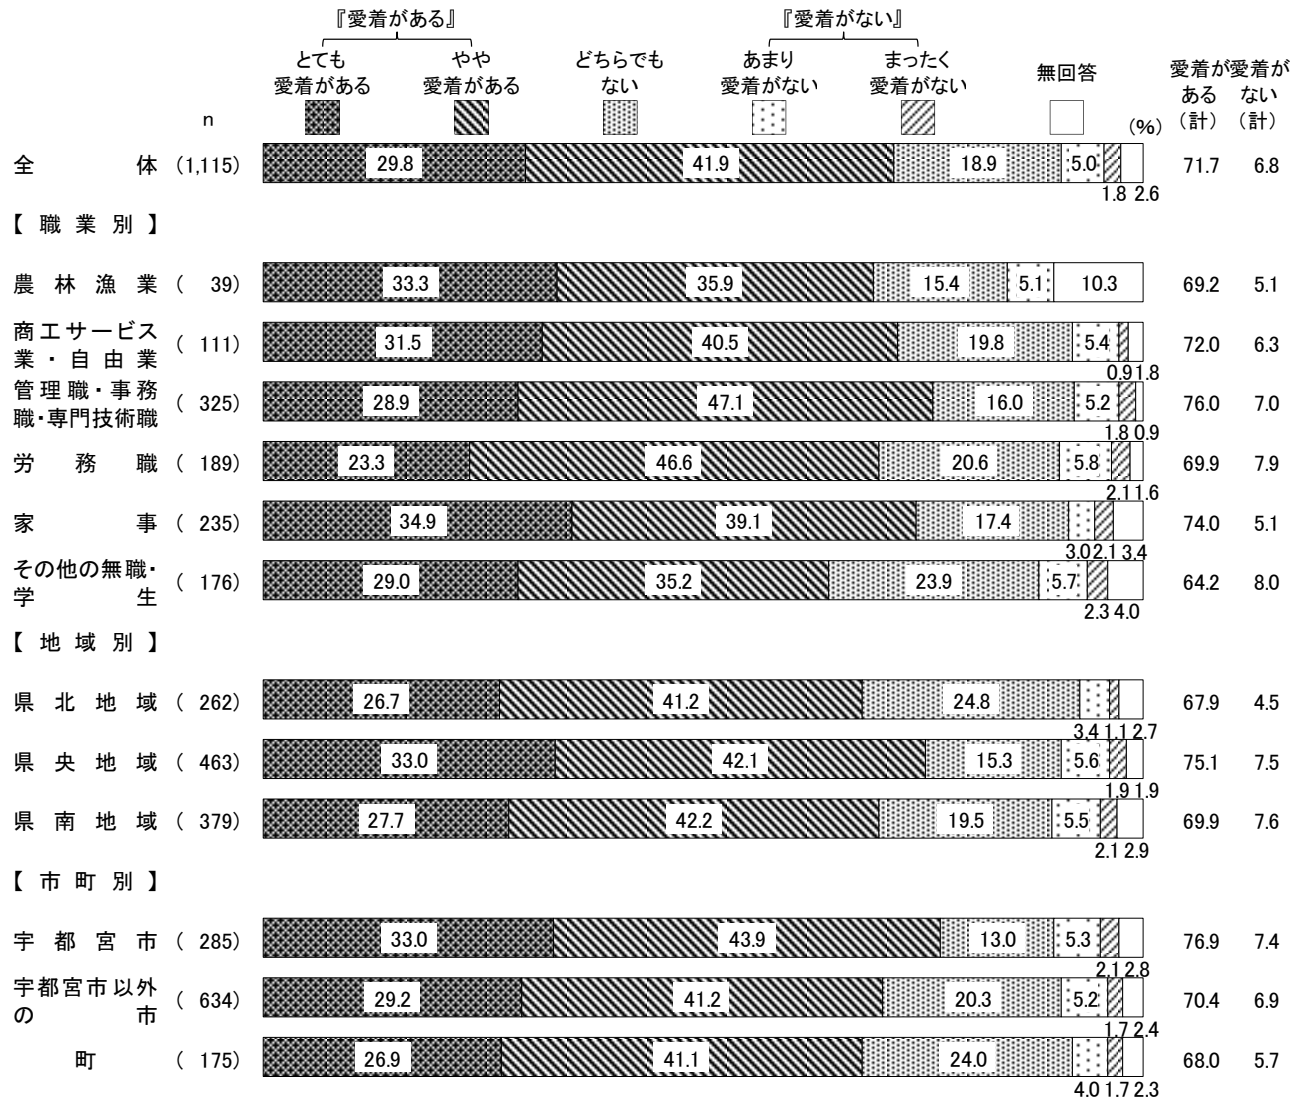 『愛着がある』 『愛着がない』
とても やや どちらでも あまり まったく
愛着がある 愛着がある ない 愛着がない 愛着がない 無回答
愛着が 愛着が
ある ない
(計) (計)
n (%)
全体 (1,115) 29.8 41.9 18.9 5.0 71.7 6.8
1.8 2.6
【職業別】
農林漁業 ( 39) 33.3 35.9 15.4 5.1 10.3 69.2 5.1
商工サービス
業・自由業 ( 111) 31.5 40.5 19.8 5.4 72.0 6.3
0.9 1.8
管理職・事務
職・専門技術職 ( 325) 28.9 47.1 16.0 5.2 76.0 7.0
1.8 0.9
労務職 ( 189) 23.3 46.6 20.6 5.8 69.9 7.9
2.1 1.6
家事 ( 235) 34.9 39.1 17.4 74.0 5.1
3.0 2.1 3.4
その他の無職・
学生 ( 176) 29.0 35.2 23.9 5.7 64.2 8.0
2.3 4.0
【地域別】
県北地域 ( 262) 26.7 41.2 24.8 67.9 4.5
3.4 1.1 2.7
県央地域 ( 463) 33.0 42.1 15.3 5.6 75.1 7.5
1.9 1.9
県南地域 ( 379) 27.7 42.2 19.5 5.5 69.9 7.6
2.1 2.9
【市町別】
宇都宮市 ( 285) 33.0 43.9 13.0 5.3 76.9 7.4
2.1 2.8
宇都宮市以外
の市 ( 634) 29.2 41.2 20.3 5.2 70.4 6.9
1.7 2.4
町 ( 175) 26.9 41.1 24.0 68.0 5.7
4.0 1.7 2.3